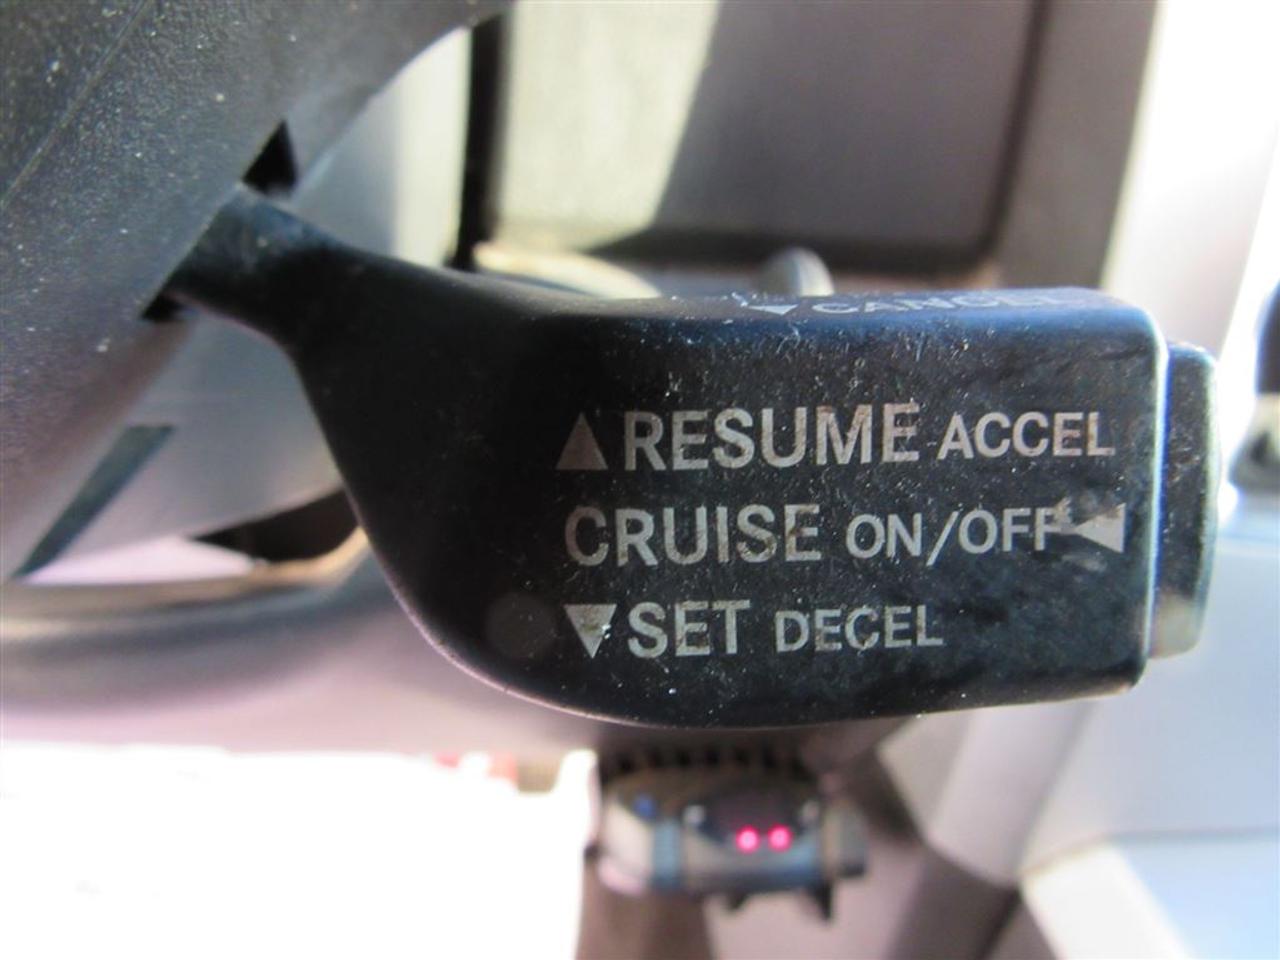 ▼ CANCEL
▲ RESUME ACCEL
CRUISE ON/OFF ◀
▼ SET DECEL